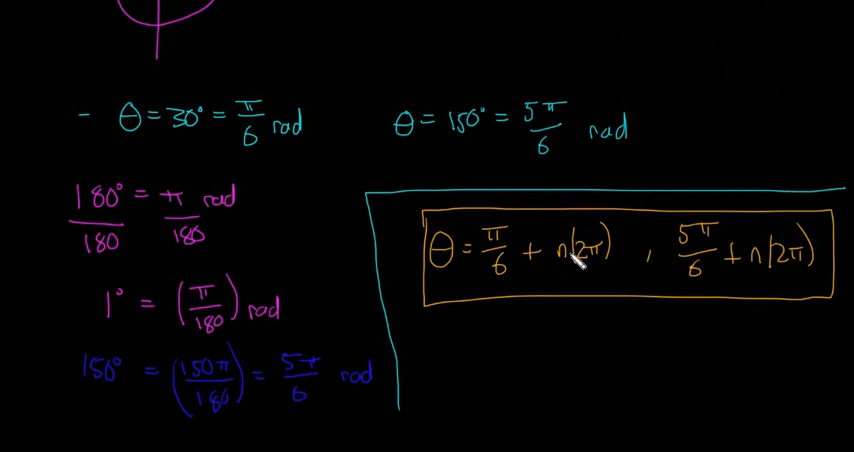 - θ = 30° = π/6 rad
θ = 150° = 5π/6 rad
180°/180 = π/180 rad
θ = π/6 + n(2π) , 5π/6 + n(2π)
1° = (π/180) rad
150° = (150π/180) = 5π/6 rad